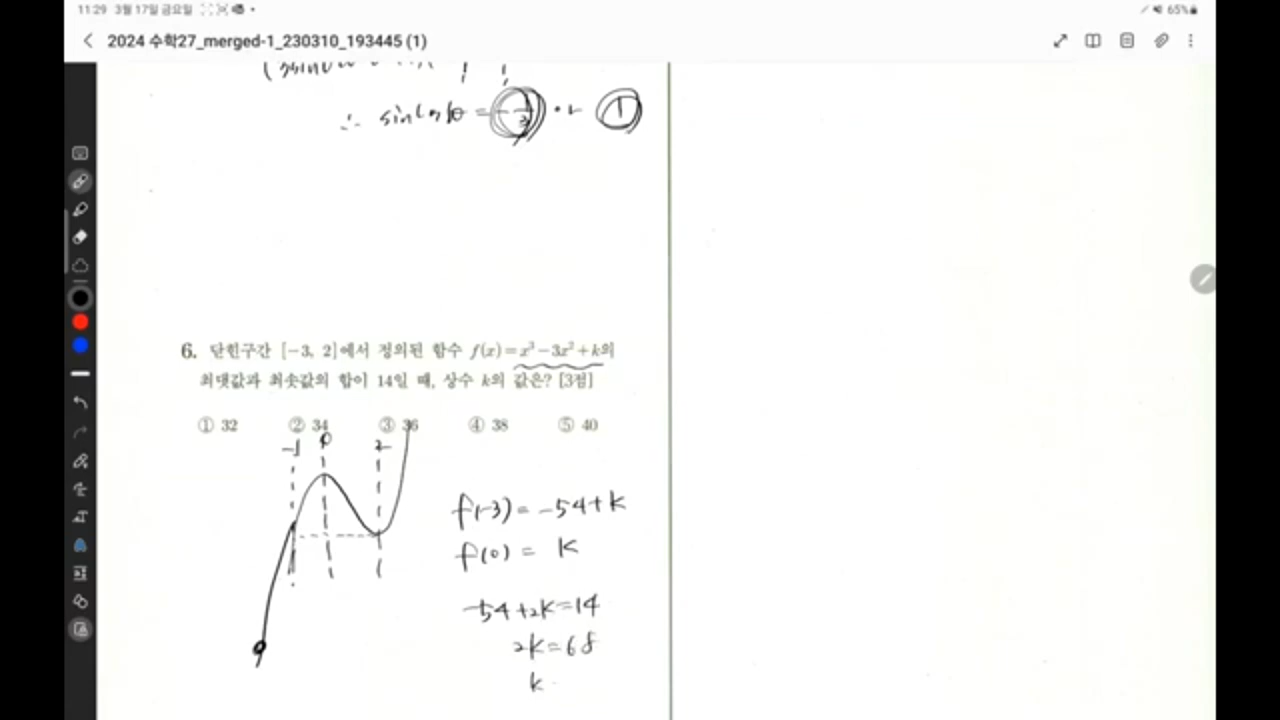 11:29 3월 17일 금요일
65%
2024 수학27_merged-1_230310_193445 (1)
∴ 1
6. 닫힌구간 [-3, 2]에서 정의된 함수 f(x)=x³-3x²+k의
최댓값과 최솟값의 합이 14일 때, 상수 k의 값은? [3점]
① 32 ② 34 ③ 36 ④ 38 ⑤ 40
-1 0 2
f(-3)=-54+k
f(0)= k
-54+2k=14
2k=68
k